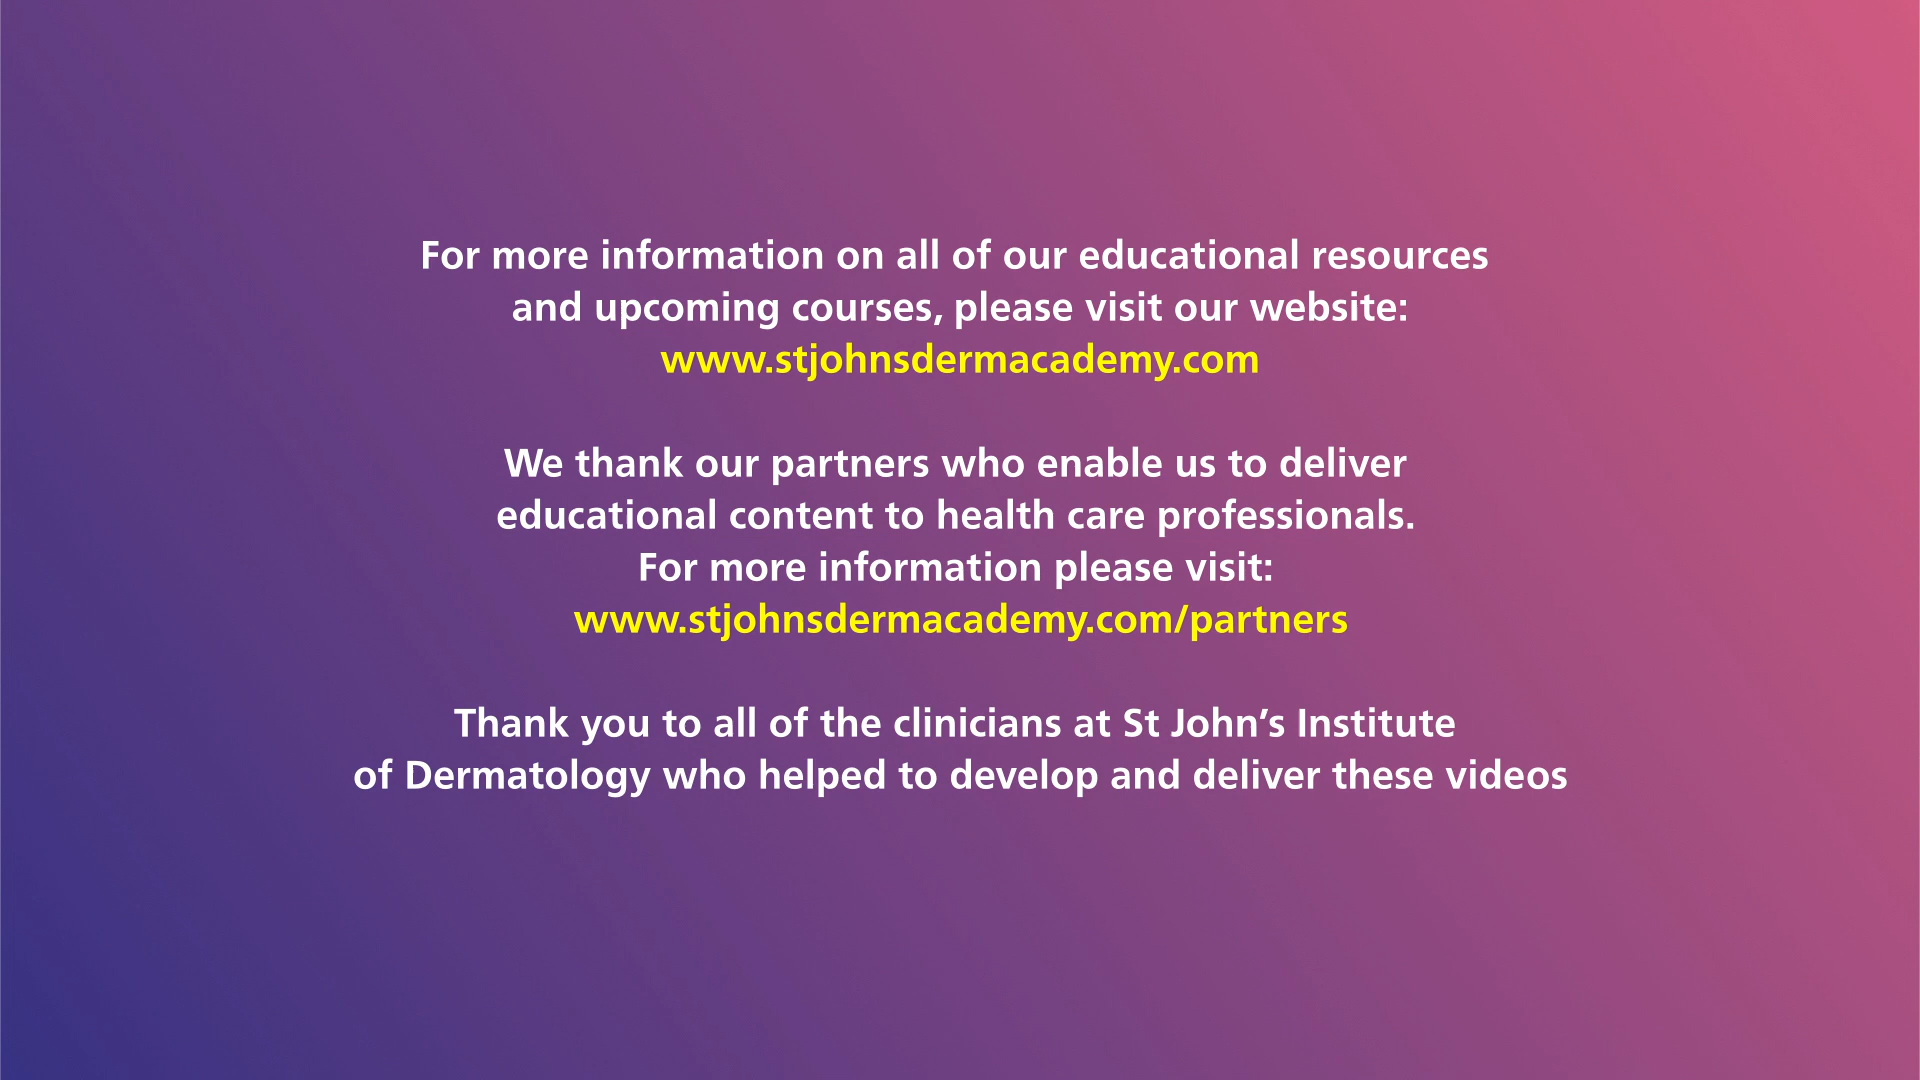 For more information on all of our educational resources
and upcoming courses, please visit our website:
www.stjohnsdermacademy.com
We thank our partners who enable us to deliver
educational content to health care professionals.
For more information please visit:
www.stjohnsdermacademy.com/partners
Thank you to all of the clinicians at St John’s Institute
of Dermatology who helped to develop and deliver these videos